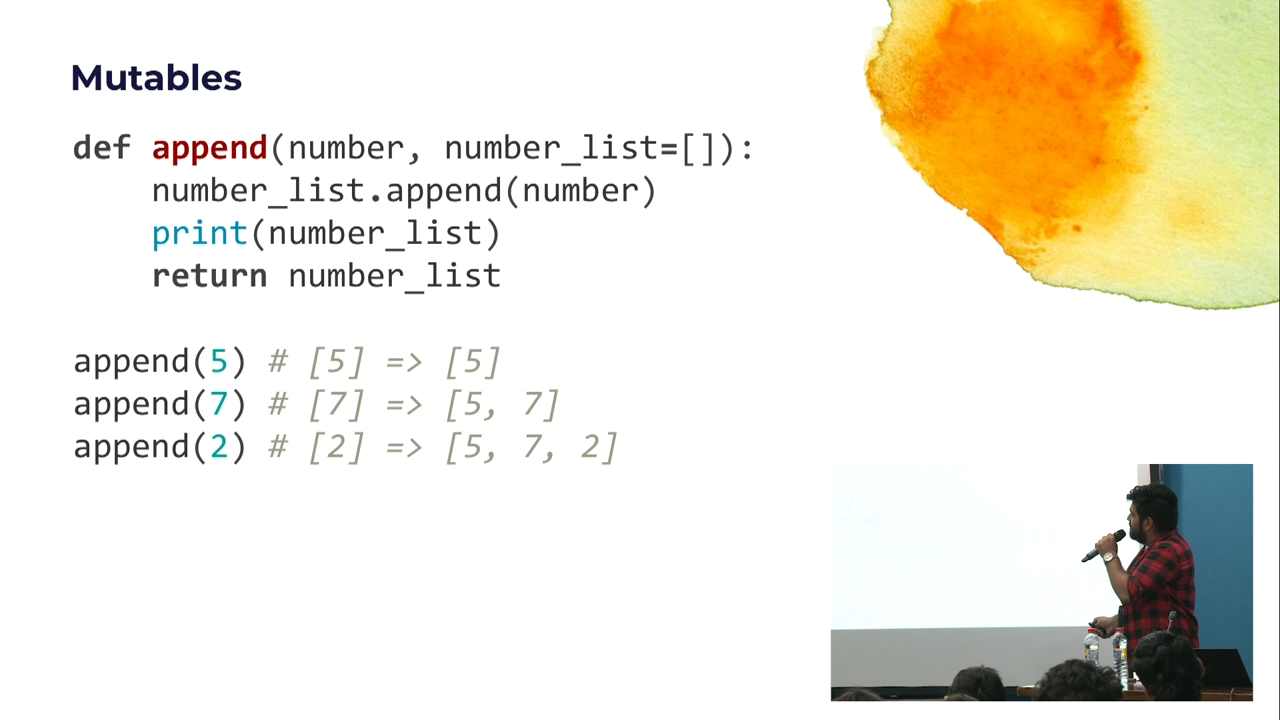 Mutables
def append(number, number_list=[]):
    number_list.append(number)
    print(number_list)
    return number_list
append(5) # [5] => [5]
append(7) # [7] => [5, 7]
append(2) # [2] => [5, 7, 2]